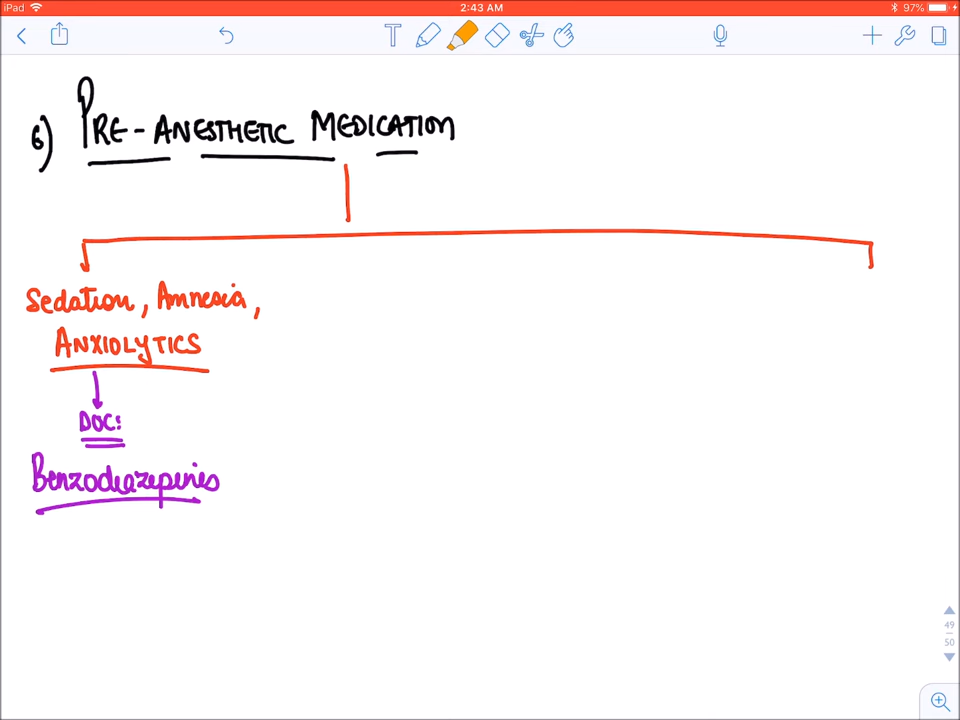 iPad
2:43 AM
97%
T
6) PRE-ANESTHETIC MEDICATION
Sedation, Amnesia,
ANXIOLYTICS
DOC:
Benzodiazepines
49
50